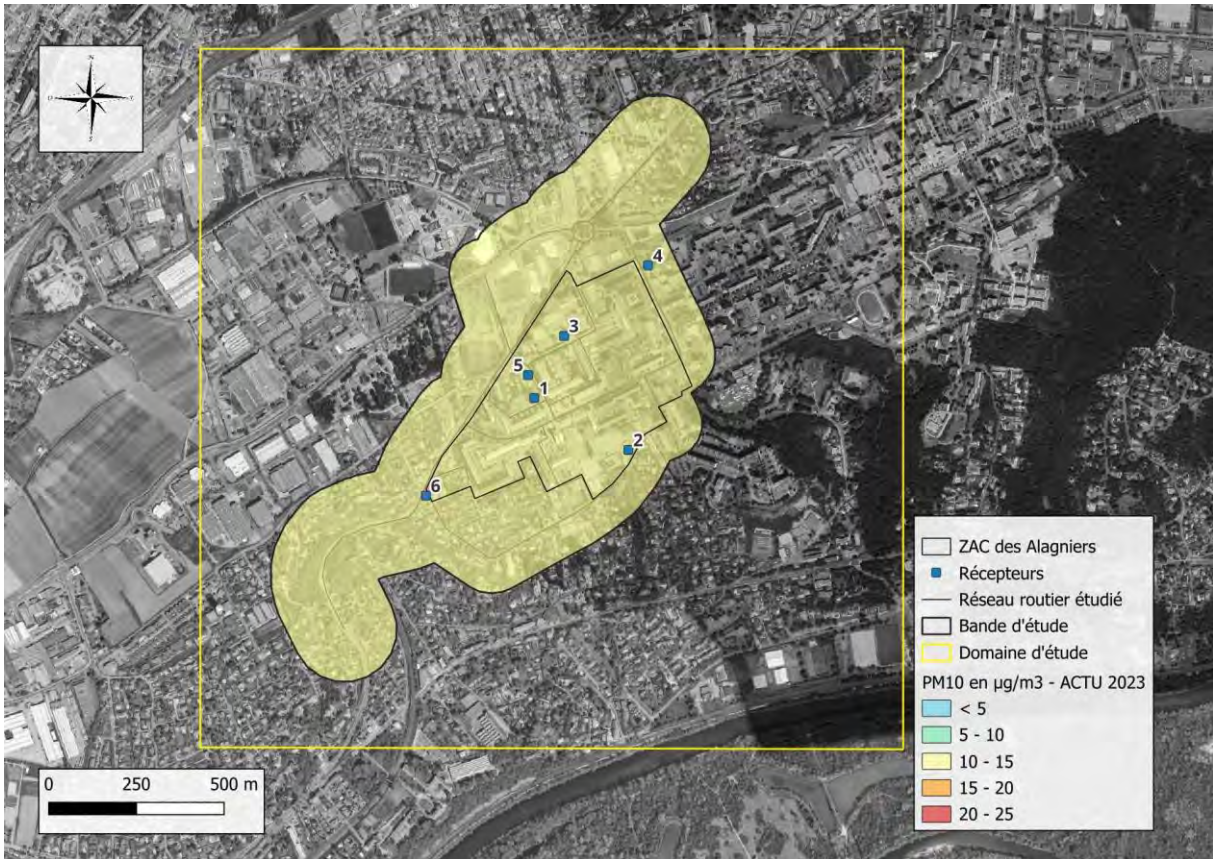 N
O
E
S
4
3
5
1
2
6
ZAC des Alagniers
Récepteurs
Réseau routier étudié
Bande d'étude
Domaine d'étude
PM10 en µg/m3 - ACTU 2023
< 5
5 - 10
10 - 15
15 - 20
20 - 25
0 250 500 m